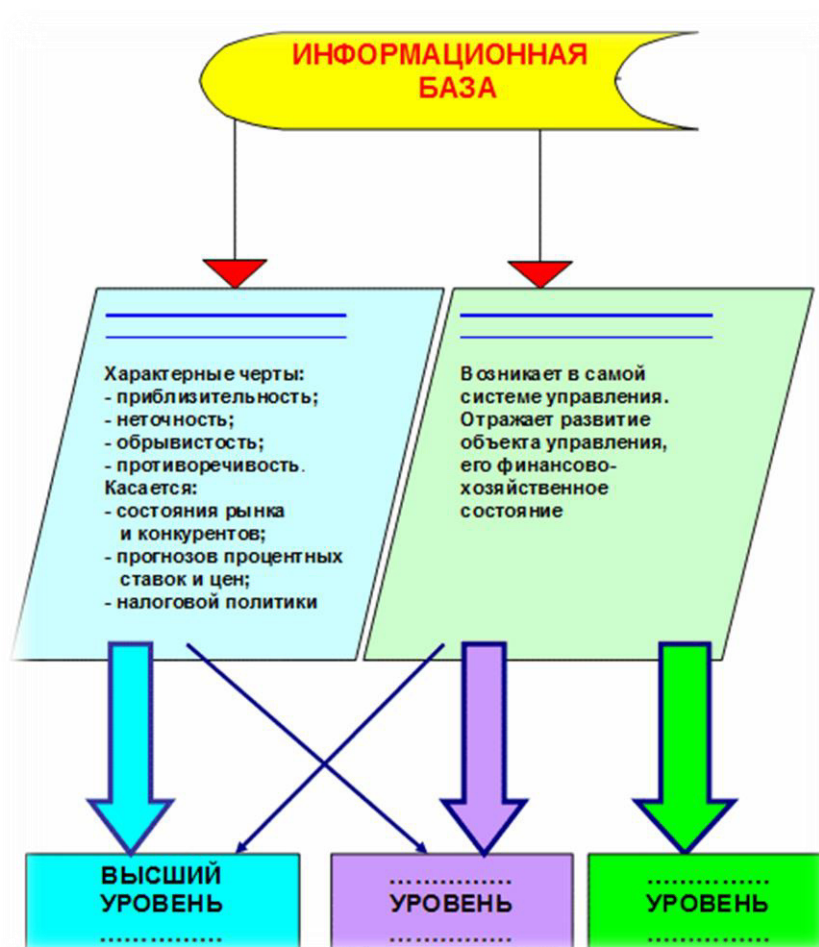 ИНФОРМАЦИОННАЯ
БАЗА
Характерные черты:
- приблизительность;
- неточность;
- обрывистость;
- противоречивость.
Касается:
- состояния рынка
и конкурентов;
- прогнозов процентных
ставок и цен;
- налоговой политики
Возникает в самой
системе управления.
Отражает развитие
объекта управления,
его финансово-
хозяйственное
состояние
ВЫСШИЙ
УРОВЕНЬ
...............
...............
УРОВЕНЬ
...............
...............
УРОВЕНЬ
...............